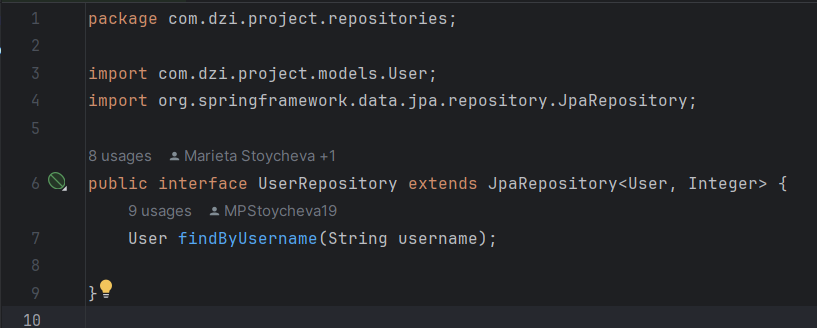 1 package com.dzi.project.repositories;
2
3 import com.dzi.project.models.User;
4 import org.springframework.data.jpa.repository.JpaRepository;
5
8 usages Marieta Stoycheva +1
6 public interface UserRepository extends JpaRepository<User, Integer> {
9 usages MPStoycheva19
7 User findByUsername(String username);
8
9 }
10